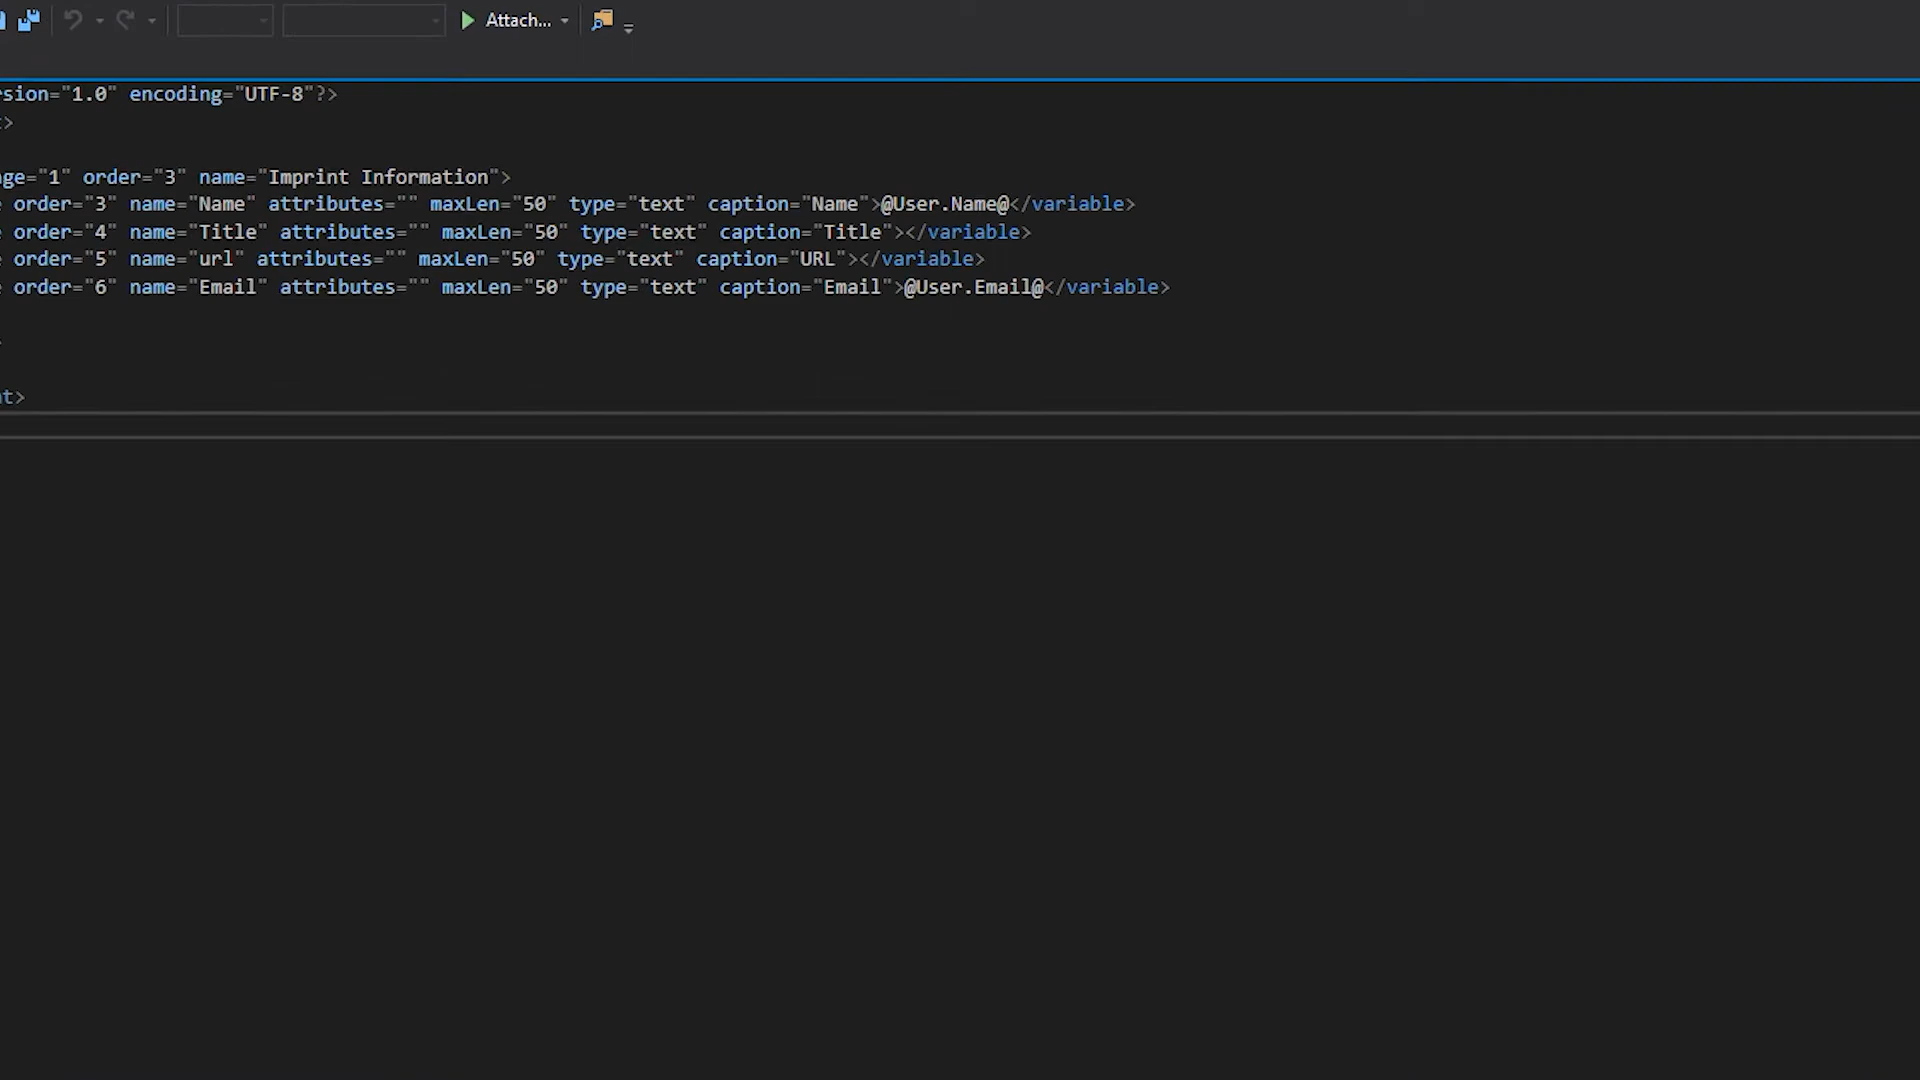 Attach...
rsion="1.0" encoding="UTF-8"?>
t>
age="1" order="3" name="Imprint Information">
e order="3" name="Name" attributes="" maxLen="50" type="text" caption="Name">@User.Name@</variable>
e order="4" name="Title" attributes="" maxLen="50" type="text" caption="Title"></variable>
e order="5" name="url" attributes="" maxLen="50" type="text" caption="URL"></variable>
e order="6" name="Email" attributes="" maxLen="50" type="text" caption="Email">@User.Email@</variable>
nt>